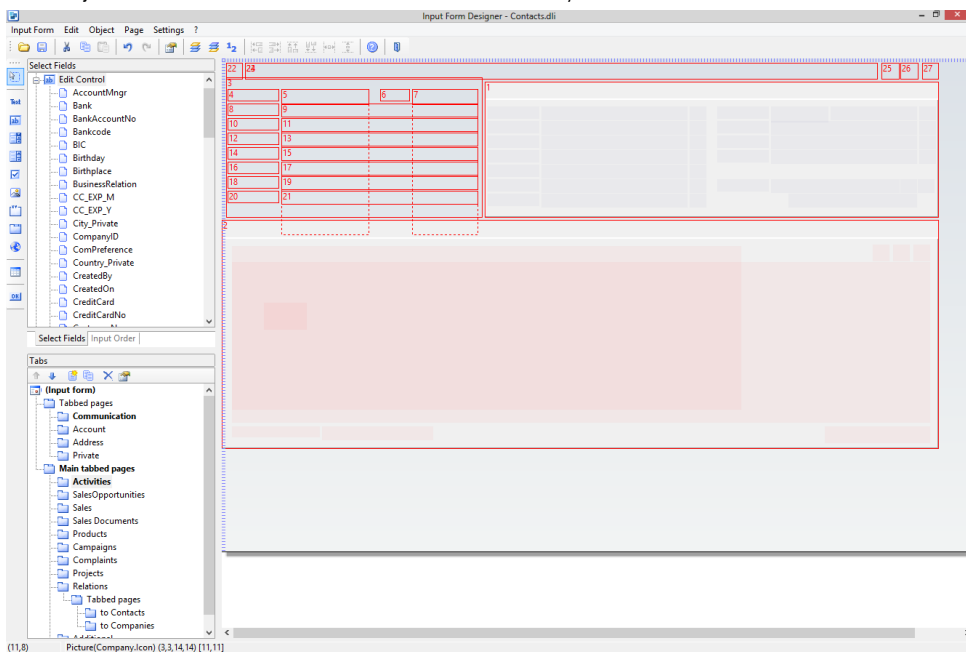 Input Form Designer - Contacts.dli
Input Form Edit Object Page Settings ?
Select Fields
Edit Control
AccountMngr
Bank
BankAccountNo
Bankcode
BIC
Birthday
Birthplace
BusinessRelation
CC_EXP_M
CC_EXP_Y
City_Private
CompanyID
ComPreference
Country_Private
CreatedBy
CreatedOn
CreditCard
CreditCardNo
Select Fields Input Order
Text
Tabs
(Input form)
Tabbed pages
Communication
Account
Address
Private
Main tabbed pages
Activities
SalesOpportunities
Sales
Sales Documents
Products
Campaigns
Complaints
Projects
Relations
Tabbed pages
to Contacts
to Companies
22 25 26 27
3 1
4 5 6 7
8 9
10 11
12 13
14 15
16 17
18 19
20 21
2
(11,8) Picture(Company.Icon) (3,3,14,14) [11,11]